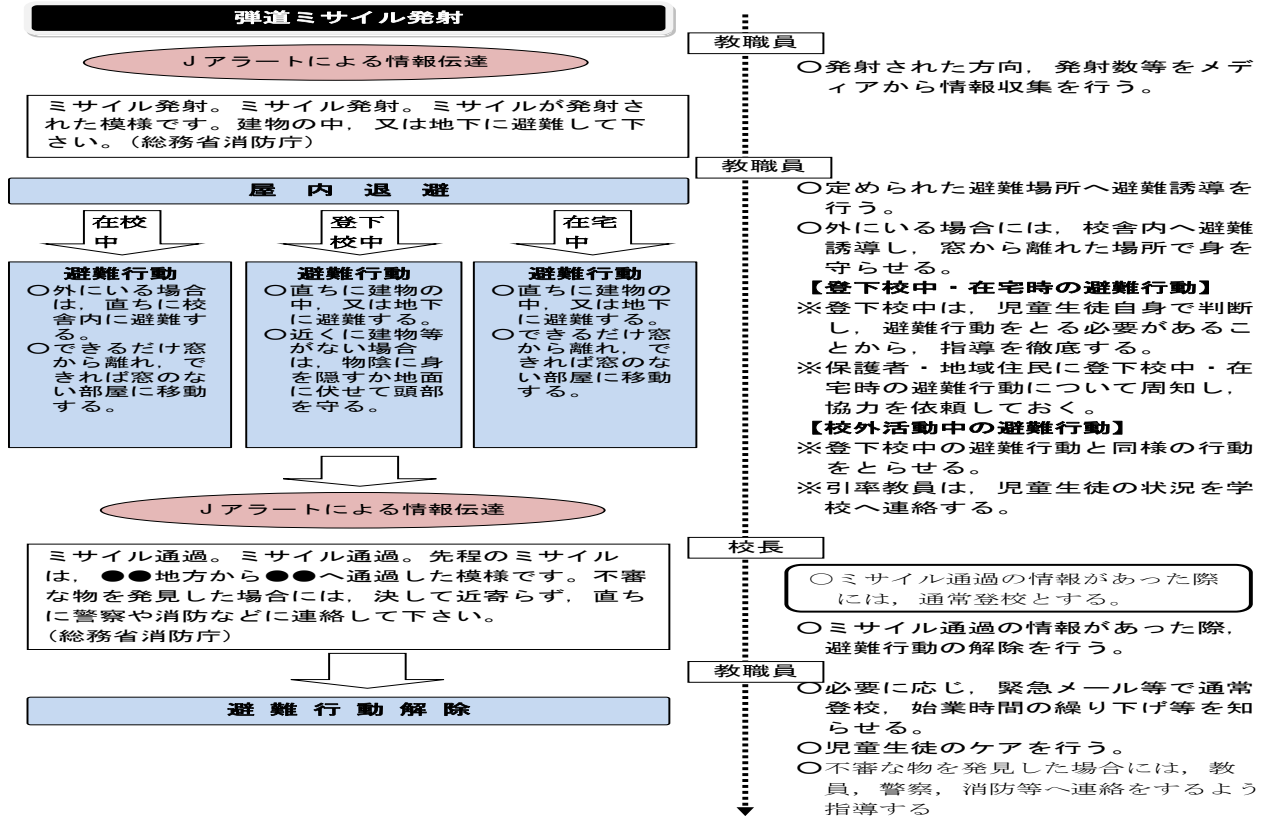 弾道ミサイル発射
Jアラートによる情報伝達
ミサイル発射。ミサイル発射。ミサイルが発射さ
れた模様です。建物の中，又は地下に避難して下
さい。(総務省消防庁)
屋　内　退　避
在校
中
登下
校中
在宅
中
避難行動
○外にいる場合
は，直ちに校
舎内に避難す
る。
○できるだけ窓
から離れ，で
きれば窓のな
い部屋に移動
する。
避難行動
○直ちに建物の
中，又は地下
に避難する。
○近くに建物等
がない場合
は，物陰に身
を隠すか地面
に伏せて頭部
を守る。
避難行動
○直ちに建物の
中，又は地下
に避難する。
○できるだけ窓
から離れ，で
きれば窓のな
い部屋に移動
する。
Jアラートによる情報伝達
ミサイル通過。ミサイル通過。先程のミサイル
は，●●地方から●●へ通過した模様です。不審
な物を発見した場合には，決して近寄らず，直ち
に警察や消防などに連絡して下さい。
(総務省消防庁)
避 難 行 動 解 除
教職員
○発射された方向，発射数等をメデ
ィアから情報収集を行う。
教職員
○定められた避難場所へ避難誘導を
行う。
○外にいる場合には，校舎内へ避難
誘導し，窓から離れた場所で身を
守らせる。
【登下校中・在宅時の避難行動】
※登下校中は，児童生徒自身で判断
し，避難行動をとる必要があるこ
とから，指導を徹底する。
※保護者・地域住民に登下校中・在
宅時の避難行動について周知し，
協力を依頼しておく。
【校外活動中の避難行動】
※登下校中の避難行動と同様の行動
をとらせる。
※引率教員は，児童生徒の状況を学
校へ連絡する。
校長
○ミサイル通過の情報があった際
には，通常登校とする。
○ミサイル通過の情報があった際，
避難行動の解除を行う。
教職員
○必要に応じ，緊急メール等で通常
登校，始業時間の繰り下げ等を知
らせる。
○児童生徒のケアを行う。
○不審な物を発見した場合には，教
員，警察，消防等へ連絡をするよう
指導する